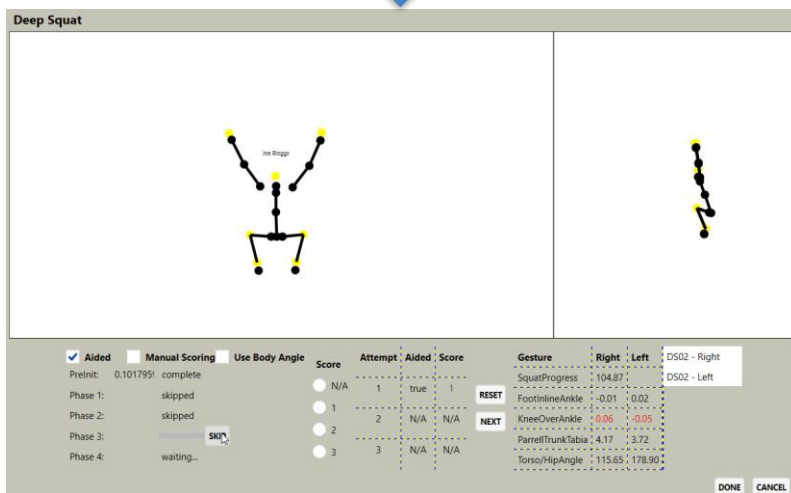 Deep Squat
Joe Bloggs
Aided Manual Scoring Use Body Angle
PreInit: 0.101795! complete
Phase 1: skipped
Phase 2: skipped
Phase 3: SKIP
Phase 4: waiting...
Score
N/A
1
2
3
Attempt Aided Score
1 true 1
2 N/A N/A
3 N/A N/A
RESET
NEXT
Gesture Right Left
SquatProgress 104.87
FootInlineAnkle -0.01 0.02
KneeOverAnkle 0.06 -0.05
ParrellTrunkTabia 4.17 3.72
Torso/HipAngle 115.65 178.90
DS02 - Right
DS02 - Left
DONE CANCEL